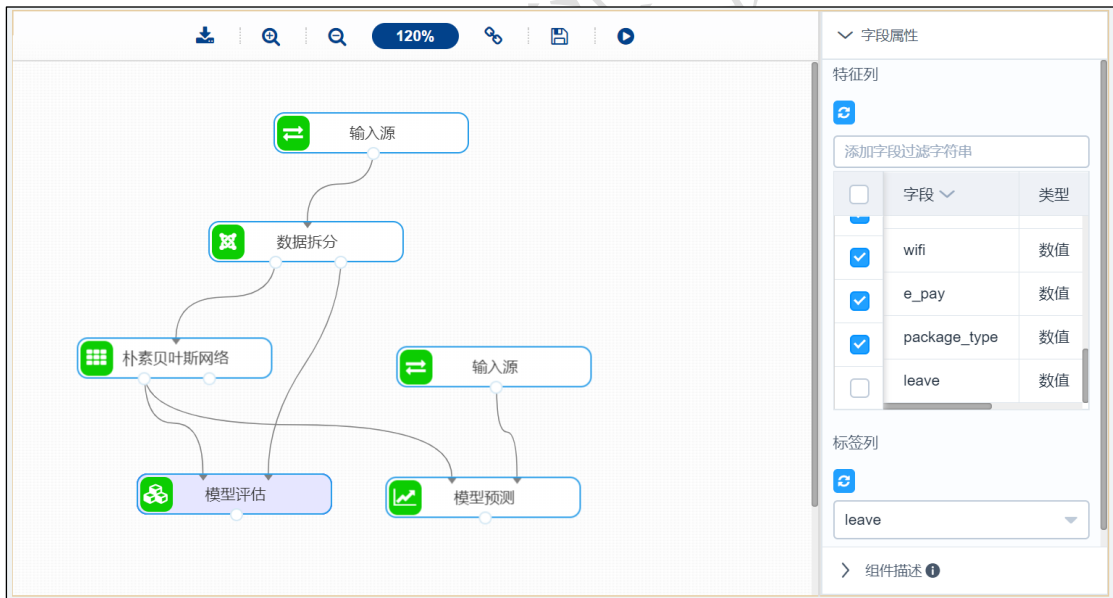 120%
字段属性
特征列
输入源
添加字段过滤字符串
字段 类型
数据拆分
wifi 数值
e_pay 数值
package_type 数值
朴素贝叶斯网络
输入源
leave 数值
标签列
模型评估
模型预测
leave
组件描述